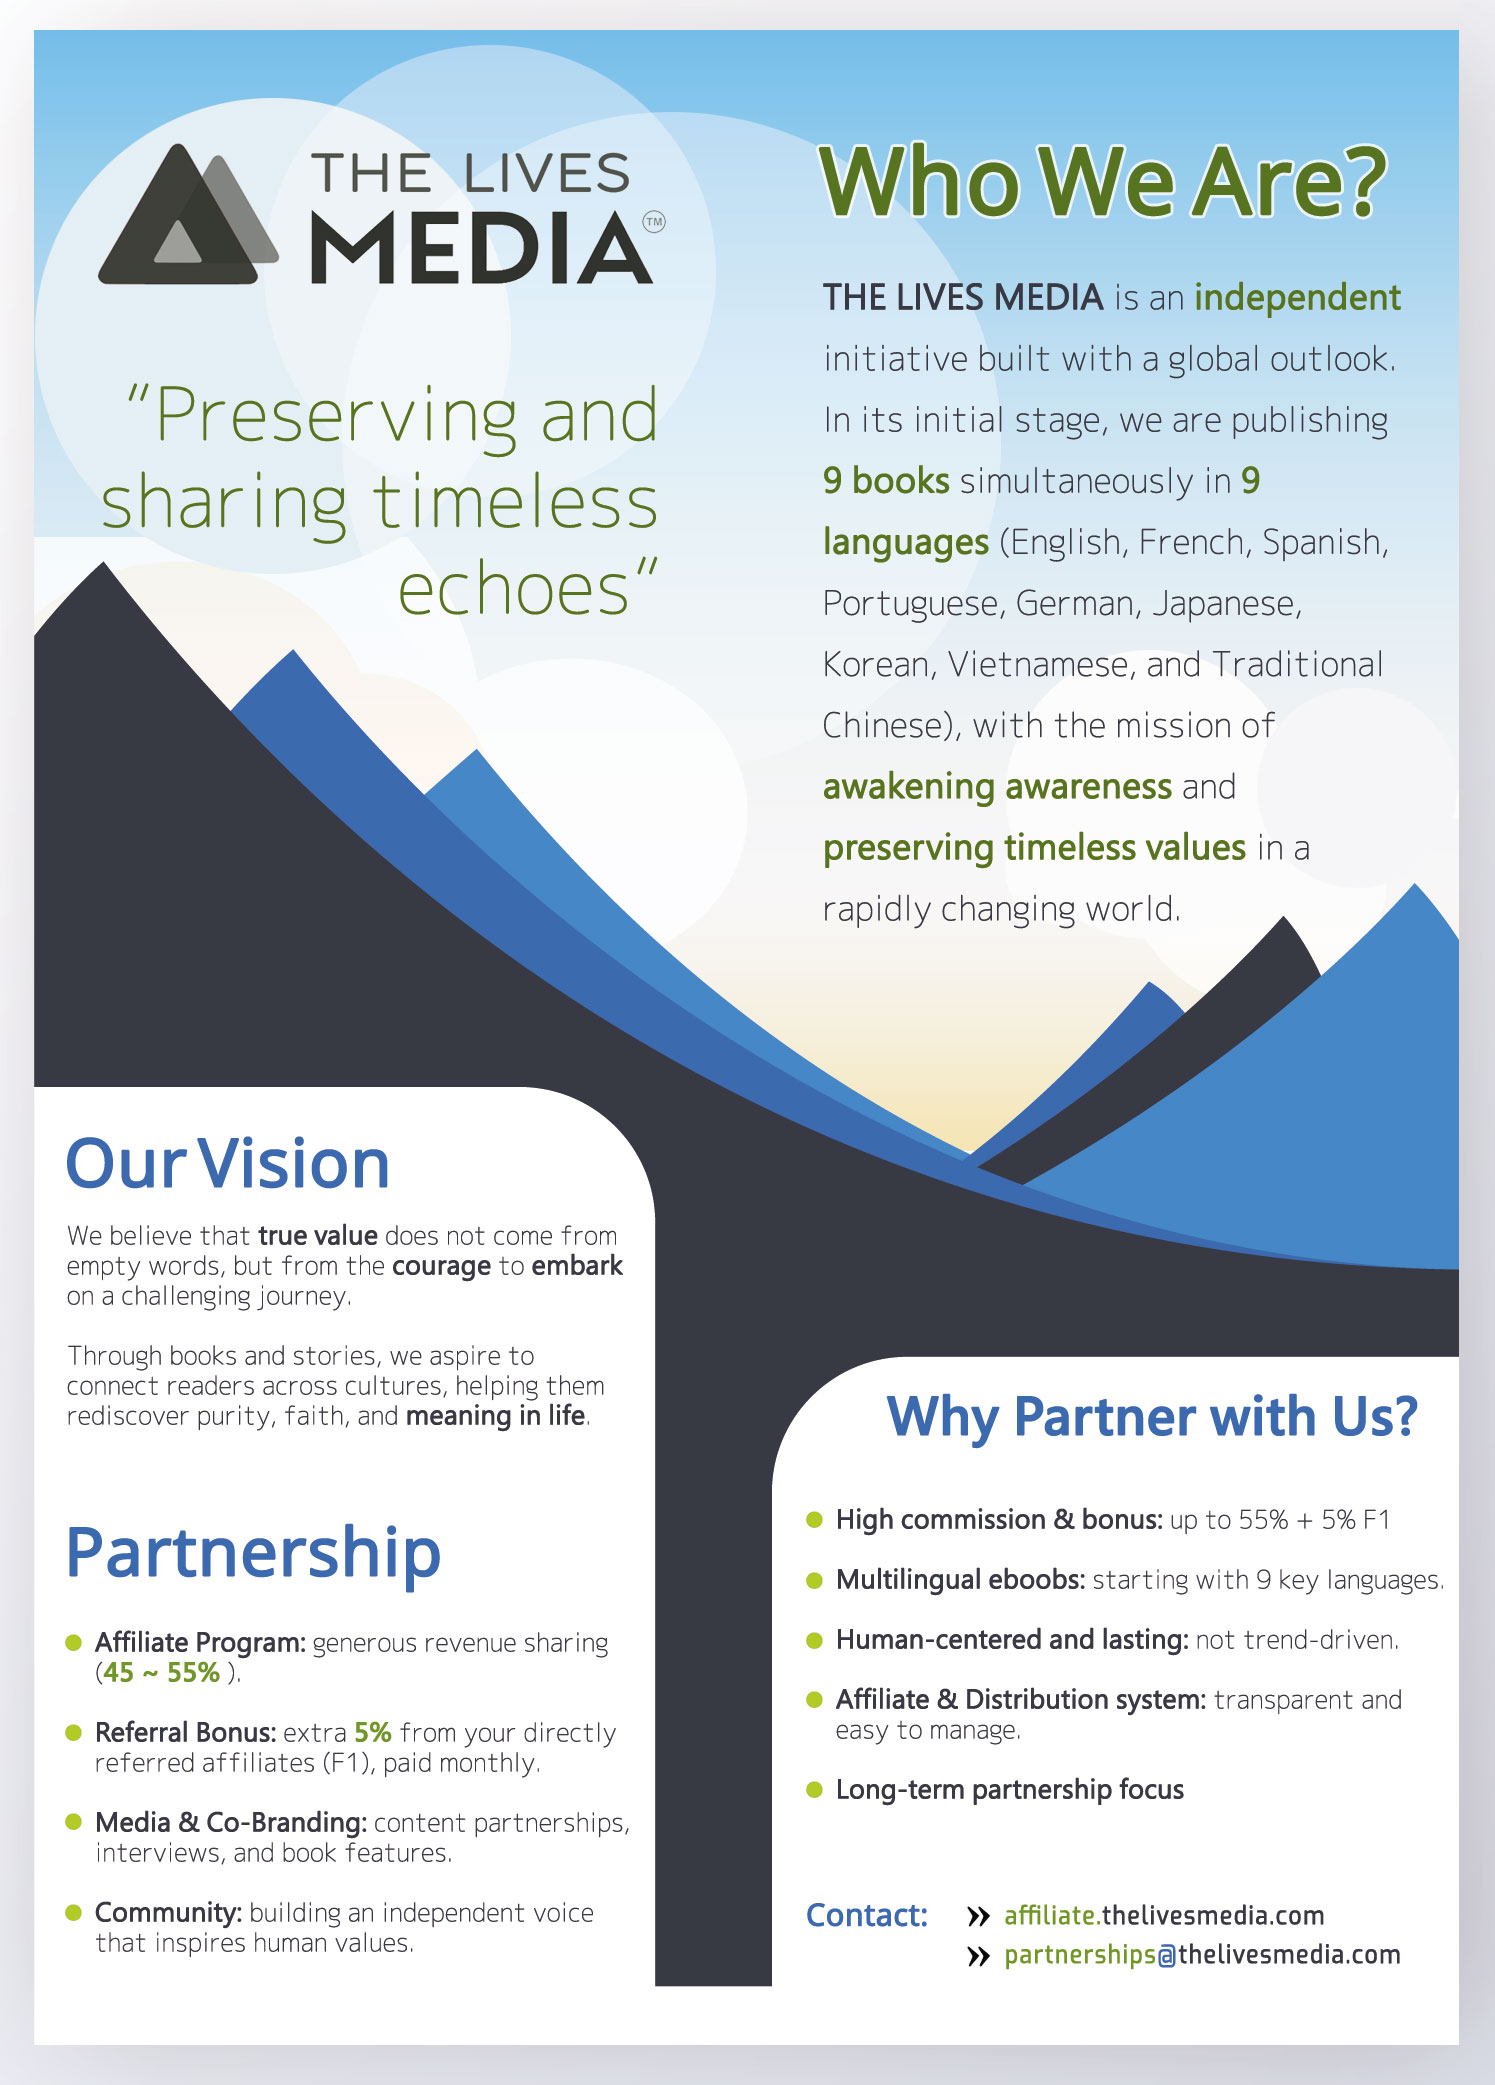 THE LIVES
MEDIA TM
“Preserving and
sharing timeless
echoes“
Who We Are?
THE LIVES MEDIA is an independent
initiative built with a global outlook.
In its initial stage, we are publishing
9 books simultaneously in 9
languages (English, French, Spanish,
Portuguese, German, Japanese,
Korean, Vietnamese, and Traditional
Chinese), with the mission of
awakening awareness and
preserving timeless values in a
rapidly changing world.
Our Vision
We believe that true value does not come from
empty words, but from the courage to embark
on a challenging journey.
Through books and stories, we aspire to
connect readers across cultures, helping them
rediscover purity, faith, and meaning in life.
Partnership
Affiliate Program: generous revenue sharing
(45 ~ 55% ).
Referral Bonus: extra 5% from your directly
referred affiliates (F1), paid monthly.
Media & Co-Branding: content partnerships,
interviews, and book features.
Community: building an independent voice
that inspires human values.
Why Partner with Us?
High commission & bonus: up to 55% + 5% F1
Multilingual eboobs: starting with 9 key languages.
Human-centered and lasting: not trend-driven.
Affiliate & Distribution system: transparent and
easy to manage.
Long-term partnership focus
Contact: » affiliate.thelivesmedia.com
» partnerships@thelivesmedia.com